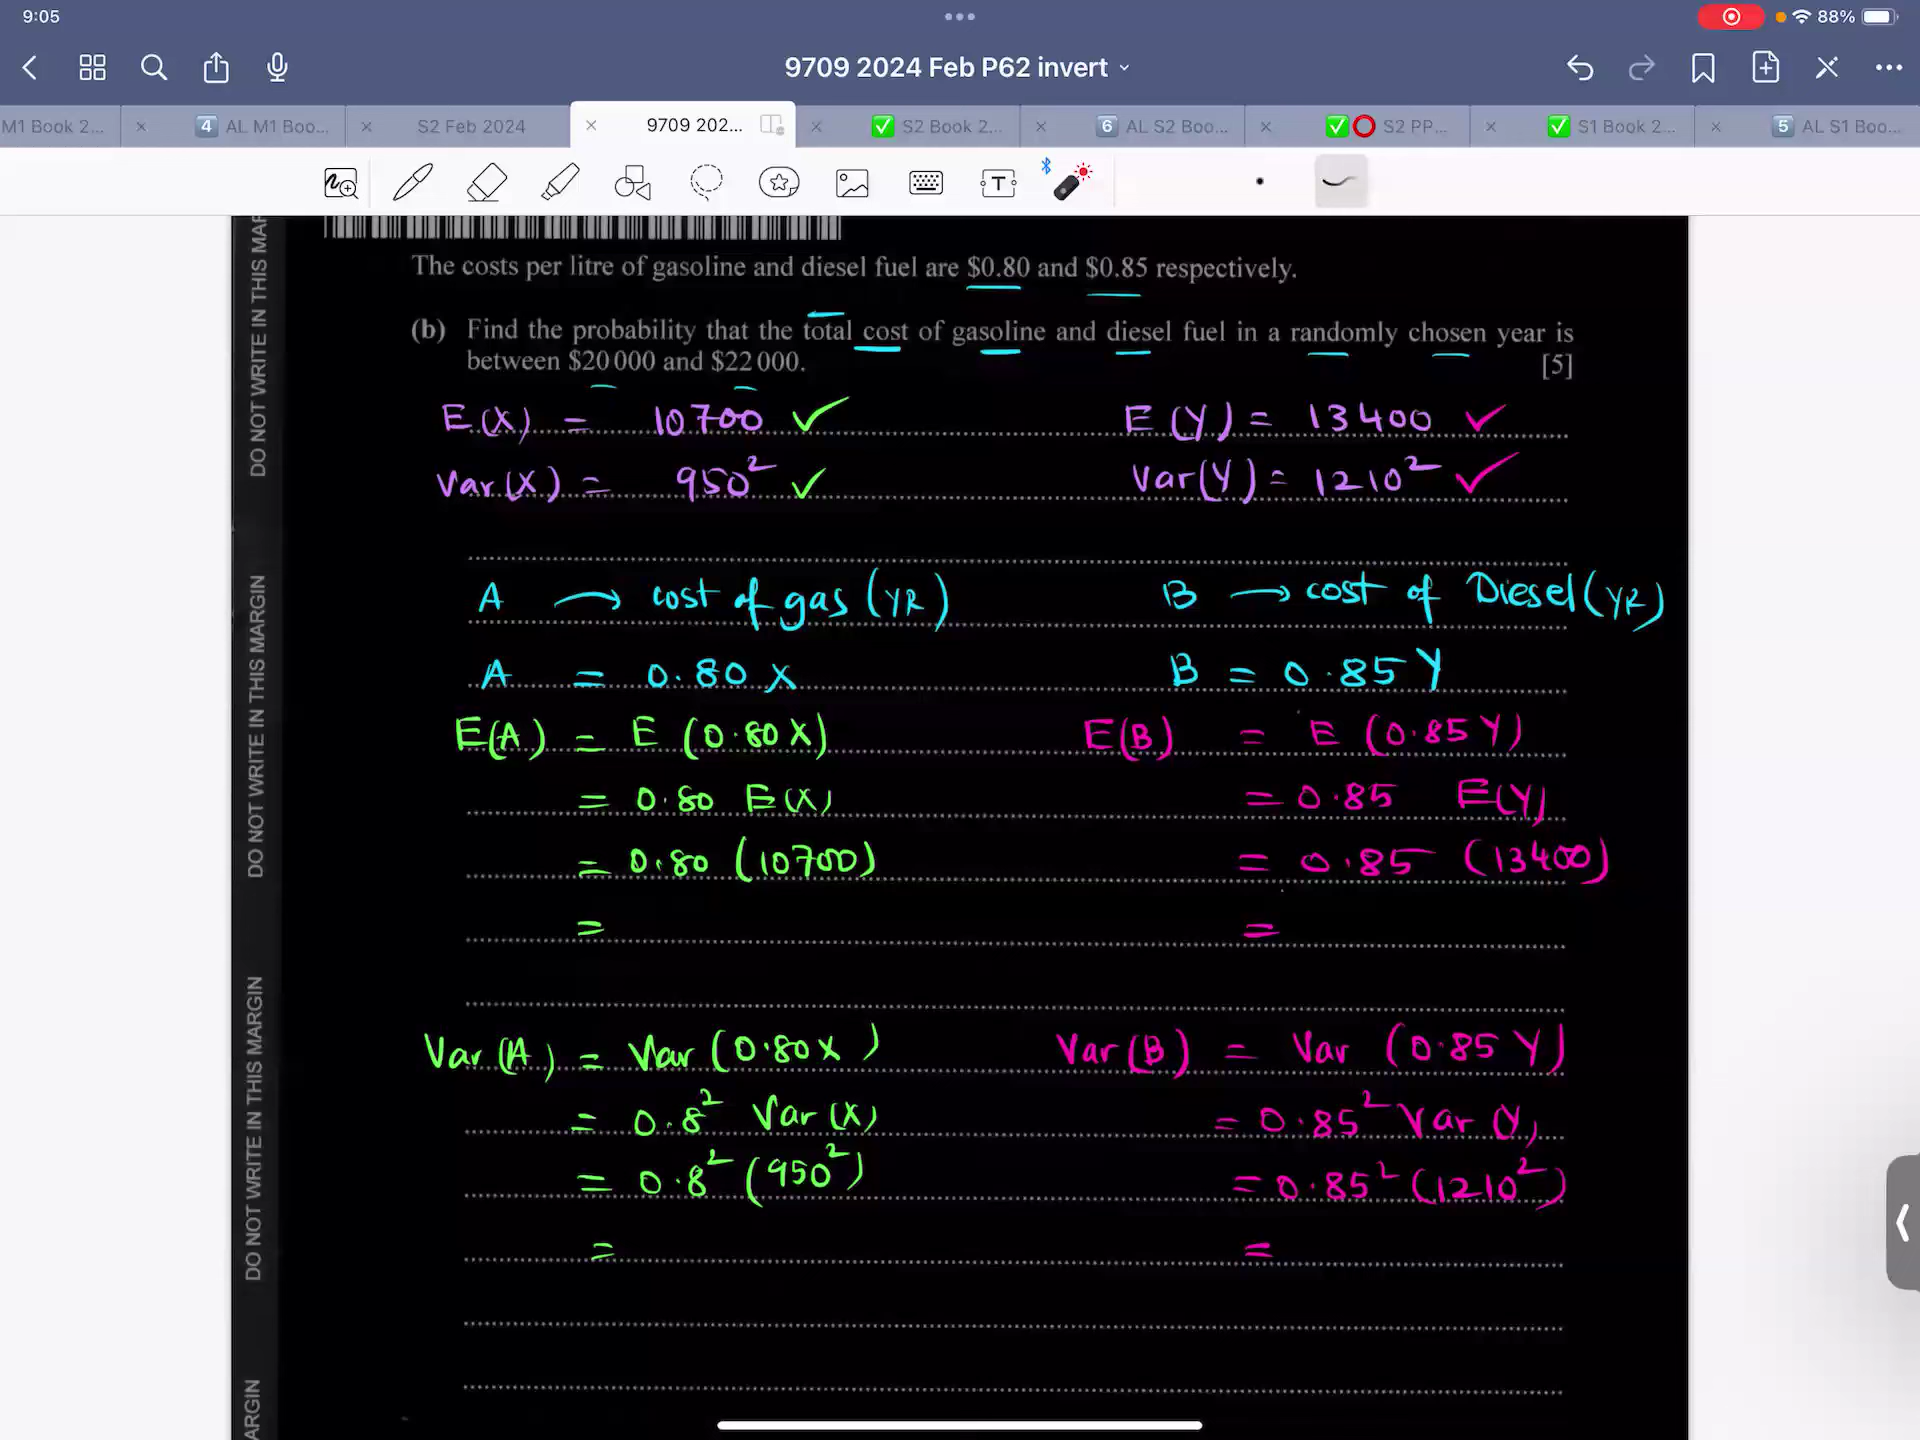 9:05
88%
9709 2024 Feb P62 invert
M1 Book 2...
4 AL M1 Boo...
S2 Feb 2024
9709 202...
S2 Book 2...
6 AL S2 Boo...
S2 PP...
S1 Book 2...
5 AL S1 Boo...
DO NOT WRITE IN THIS MAR
The costs per litre of gasoline and diesel fuel are $0.80 and $0.85 respectively.
(b) Find the probability that the total cost of gasoline and diesel fuel in a randomly chosen year is
between $20 000 and $22 000. [5]
E(X) = 10700 ✓ E(Y) = 13400 ✓
Var(X) = 950² ✓ Var(Y) = 1210² ✓
A → cost of gas (YR) B → cost of Diesel (YR)
A = 0.80 X B = 0.85 Y
DO NOT WRITE IN THIS MARGIN
E(A) = E (0.80X) E(B) = E (0.85 Y)
= 0.80 E(X) = 0.85 E(Y)
= 0.80 (10700) = 0.85 (13400)
= =
DO NOT WRITE IN THIS MARGIN
Var(A) = Var (0.80X) Var(B) = Var (0.85 Y)
= 0.8² Var(X) = 0.85² Var(Y)
= 0.8² (950²) = 0.85² (1210²)
= =
ARGIN